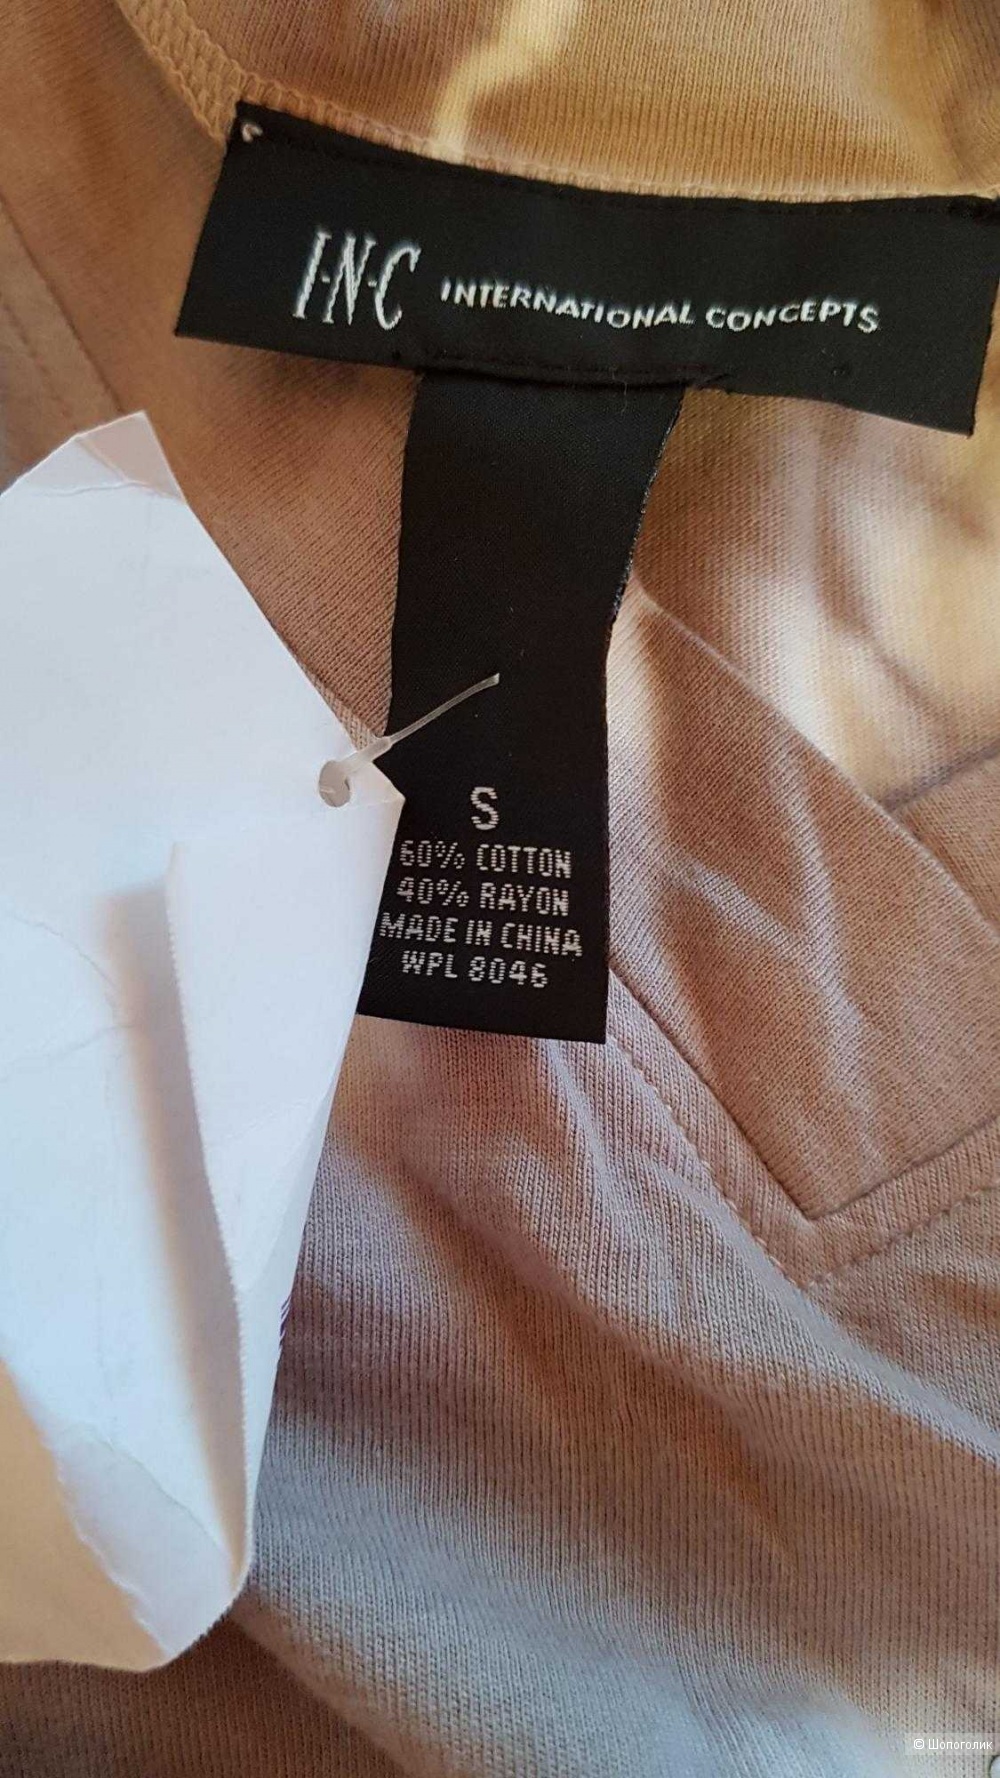 I·N·C INTERNATIONAL CONCEPTS
S
60% COTTON
40% RAYON
MADE IN CHINA
WPL 8046
© Шопоголик